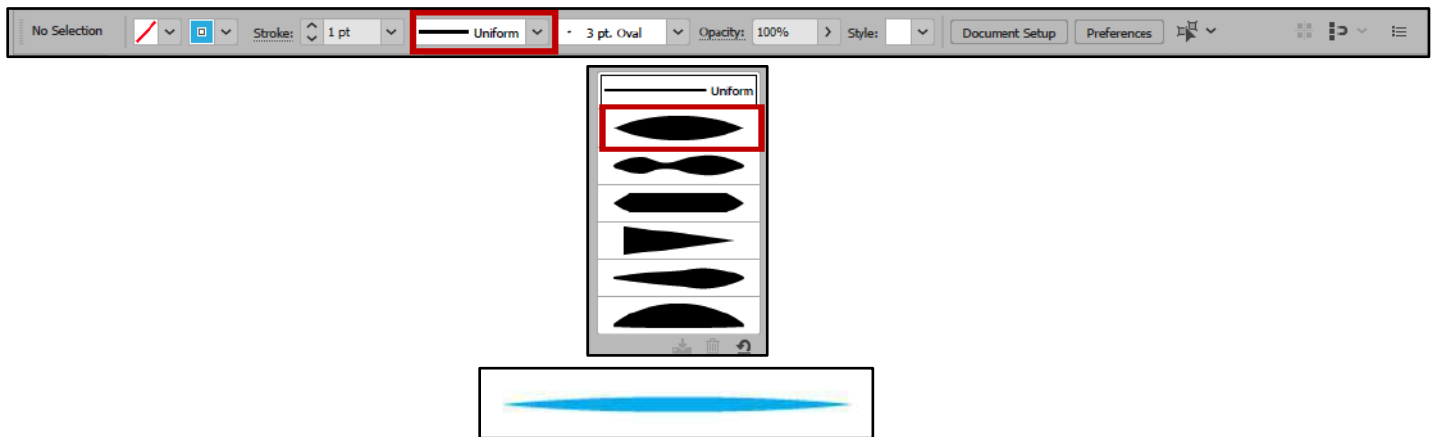 No Selection Stroke: 1 pt Uniform 3 pt. Oval Opacity: 100% Style: Document Setup Preferences
Uniform